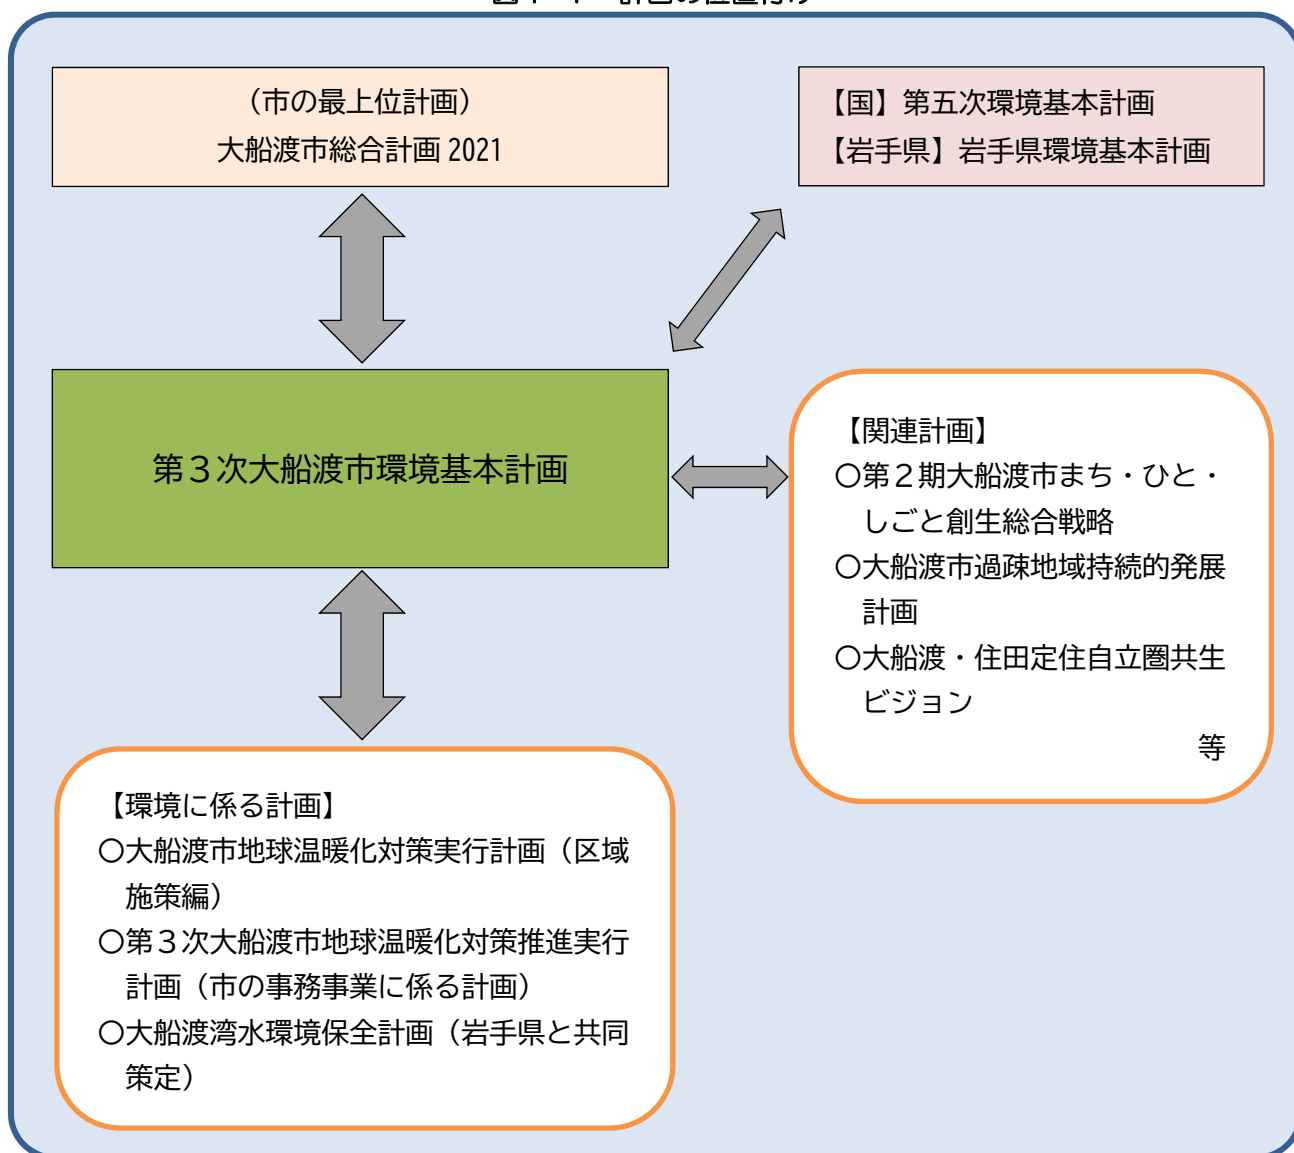 （市の最上位計画）
大船渡市総合計画 2021
【国】第五次環境基本計画
【岩手県】岩手県環境基本計画
第３次大船渡市環境基本計画
【関連計画】
〇第２期大船渡市まち・ひと・
しごと創生総合戦略
〇大船渡市過疎地域持続的発展
計画
〇大船渡・住田定住自立圏共生
ビジョン
等
【環境に係る計画】
〇大船渡市地球温暖化対策実行計画（区域
施策編）
〇第３次大船渡市地球温暖化対策推進実行
計画（市の事務事業に係る計画）
〇大船渡湾水環境保全計画（岩手県と共同
策定）